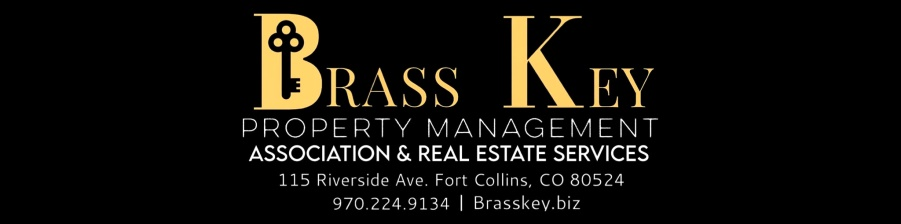 BRASS KEY
PROPERTY MANAGEMENT
ASSOCIATION & REAL ESTATE SERVICES
115 Riverside Ave. Fort Collins, CO 80524
970.224.9134 | Brasskey.biz